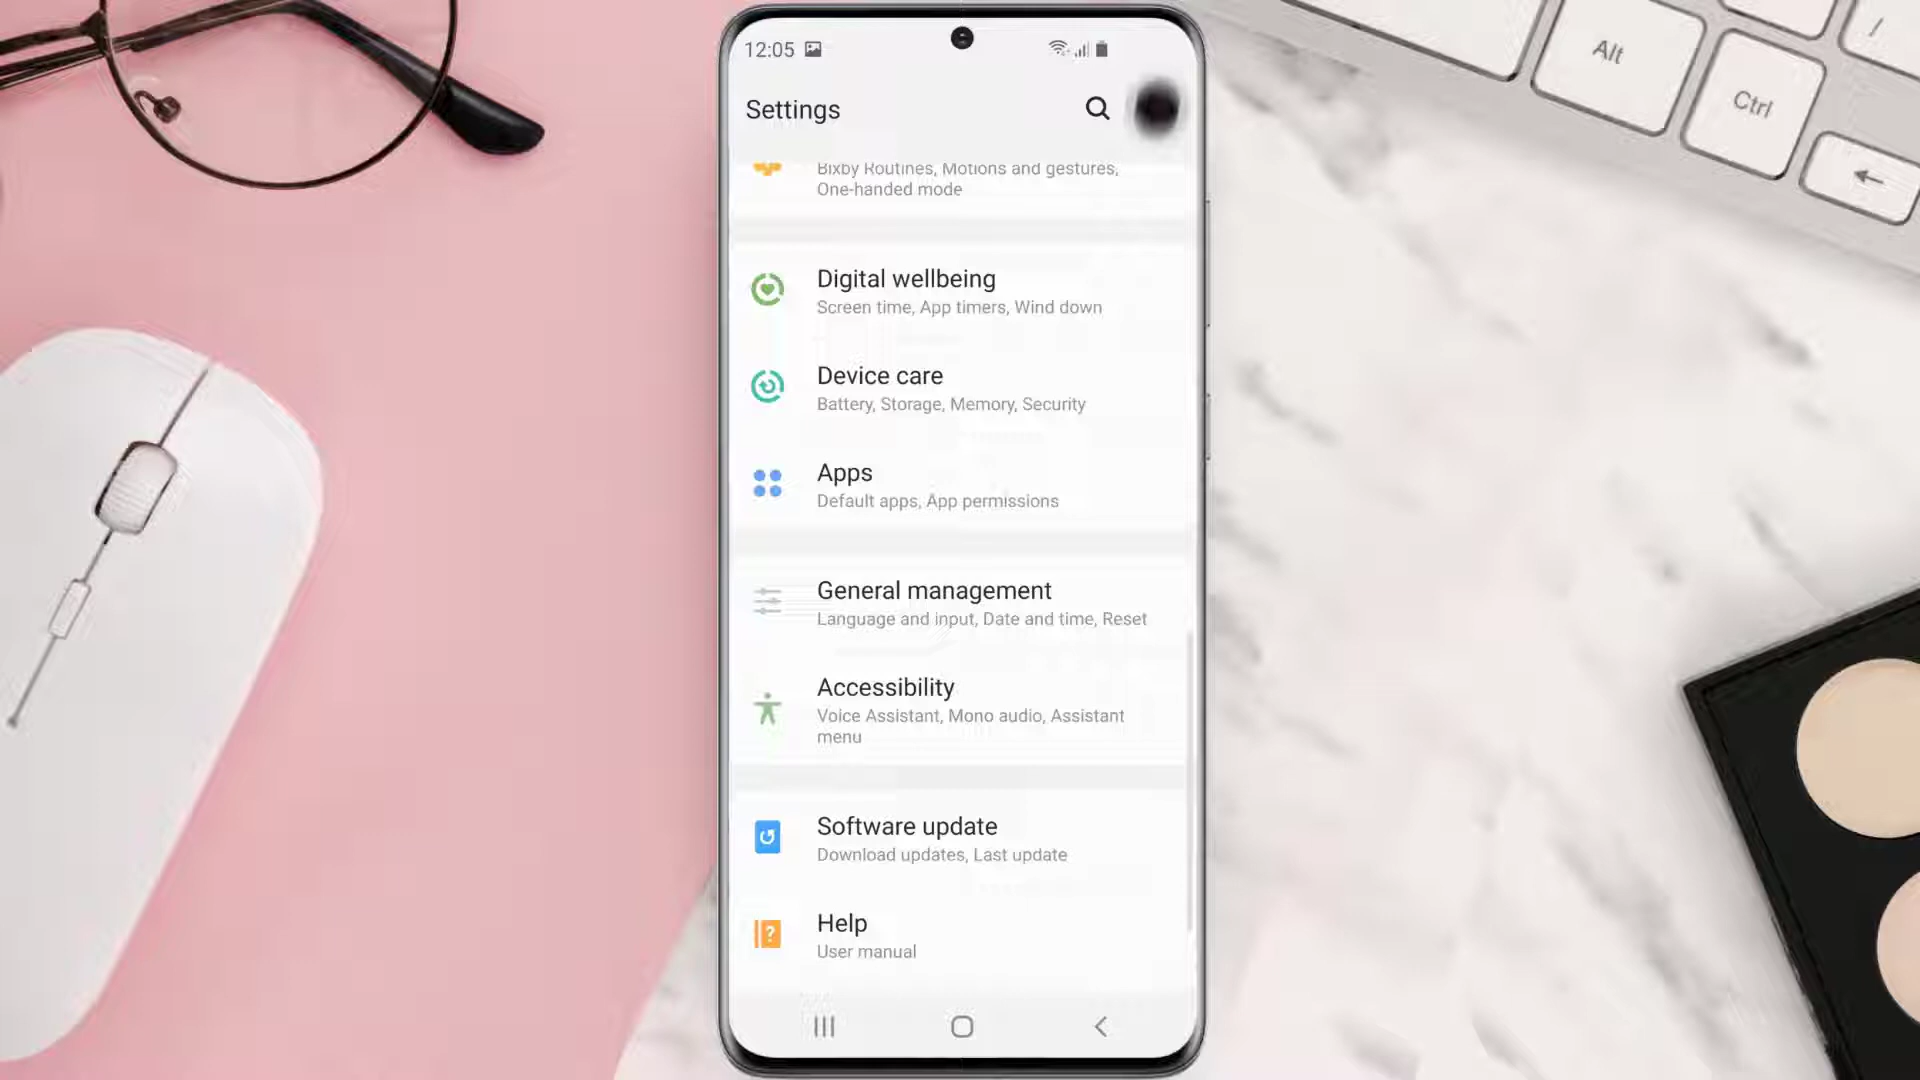 12:05
Settings
Bixby Routines, Motions and gestures,
One-handed mode
Digital wellbeing
Screen time, App timers, Wind down
Device care
Battery, Storage, Memory, Security
Apps
Default apps, App permissions
General management
Language and input, Date and time, Reset
Accessibility
Voice Assistant, Mono audio, Assistant
menu
Software update
Download updates, Last update
Help
?
User manual
Alt
Ctrl
/